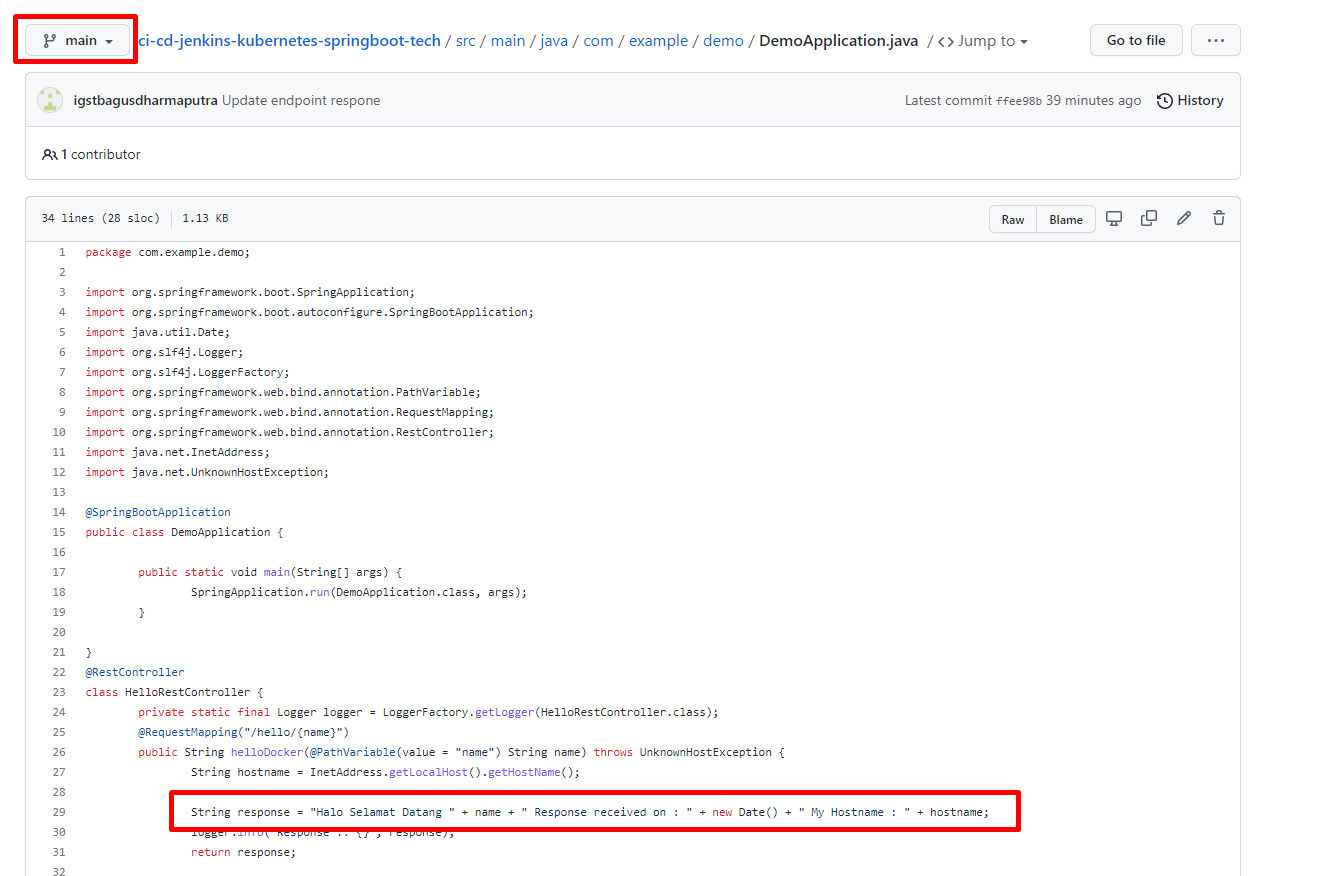 main ci-cd-jenkins-kubernetes-springboot-tech / src / main / java / com / example / demo / DemoApplication.java / <> Jump to Go to file ...
igstbagusdharmaputra Update endpoint respone Latest commit ffee98b 39 minutes ago History
1 contributor
34 lines (28 sloc) 1.13 KB Raw Blame
1 package com.example.demo;
2
3 import org.springframework.boot.SpringApplication;
4 import org.springframework.boot.autoconfigure.SpringBootApplication;
5 import java.util.Date;
6 import org.slf4j.Logger;
7 import org.slf4j.LoggerFactory;
8 import org.springframework.web.bind.annotation.PathVariable;
9 import org.springframework.web.bind.annotation.RequestMapping;
10 import org.springframework.web.bind.annotation.RestController;
11 import java.net.InetAddress;
12 import java.net.UnknownHostException;
13
14 @SpringBootApplication
15 public class DemoApplication {
16
17 public static void main(String[] args) {
18 SpringApplication.run(DemoApplication.class, args);
19 }
20
21 }
22 @RestController
23 class HelloRestController {
24 private static final Logger logger = LoggerFactory.getLogger(HelloRestController.class);
25 @RequestMapping("/hello/{name}")
26 public String helloDocker(@PathVariable(value = "name") String name) throws UnknownHostException {
27 String hostname = InetAddress.getLocalHost().getHostName();
28
29 String response = "Halo Selamat Datang " + name + " Response received on : " + new Date() + " My Hostname : " + hostname;
30 logger.info("Response :: {}", response);
31 return response;
32